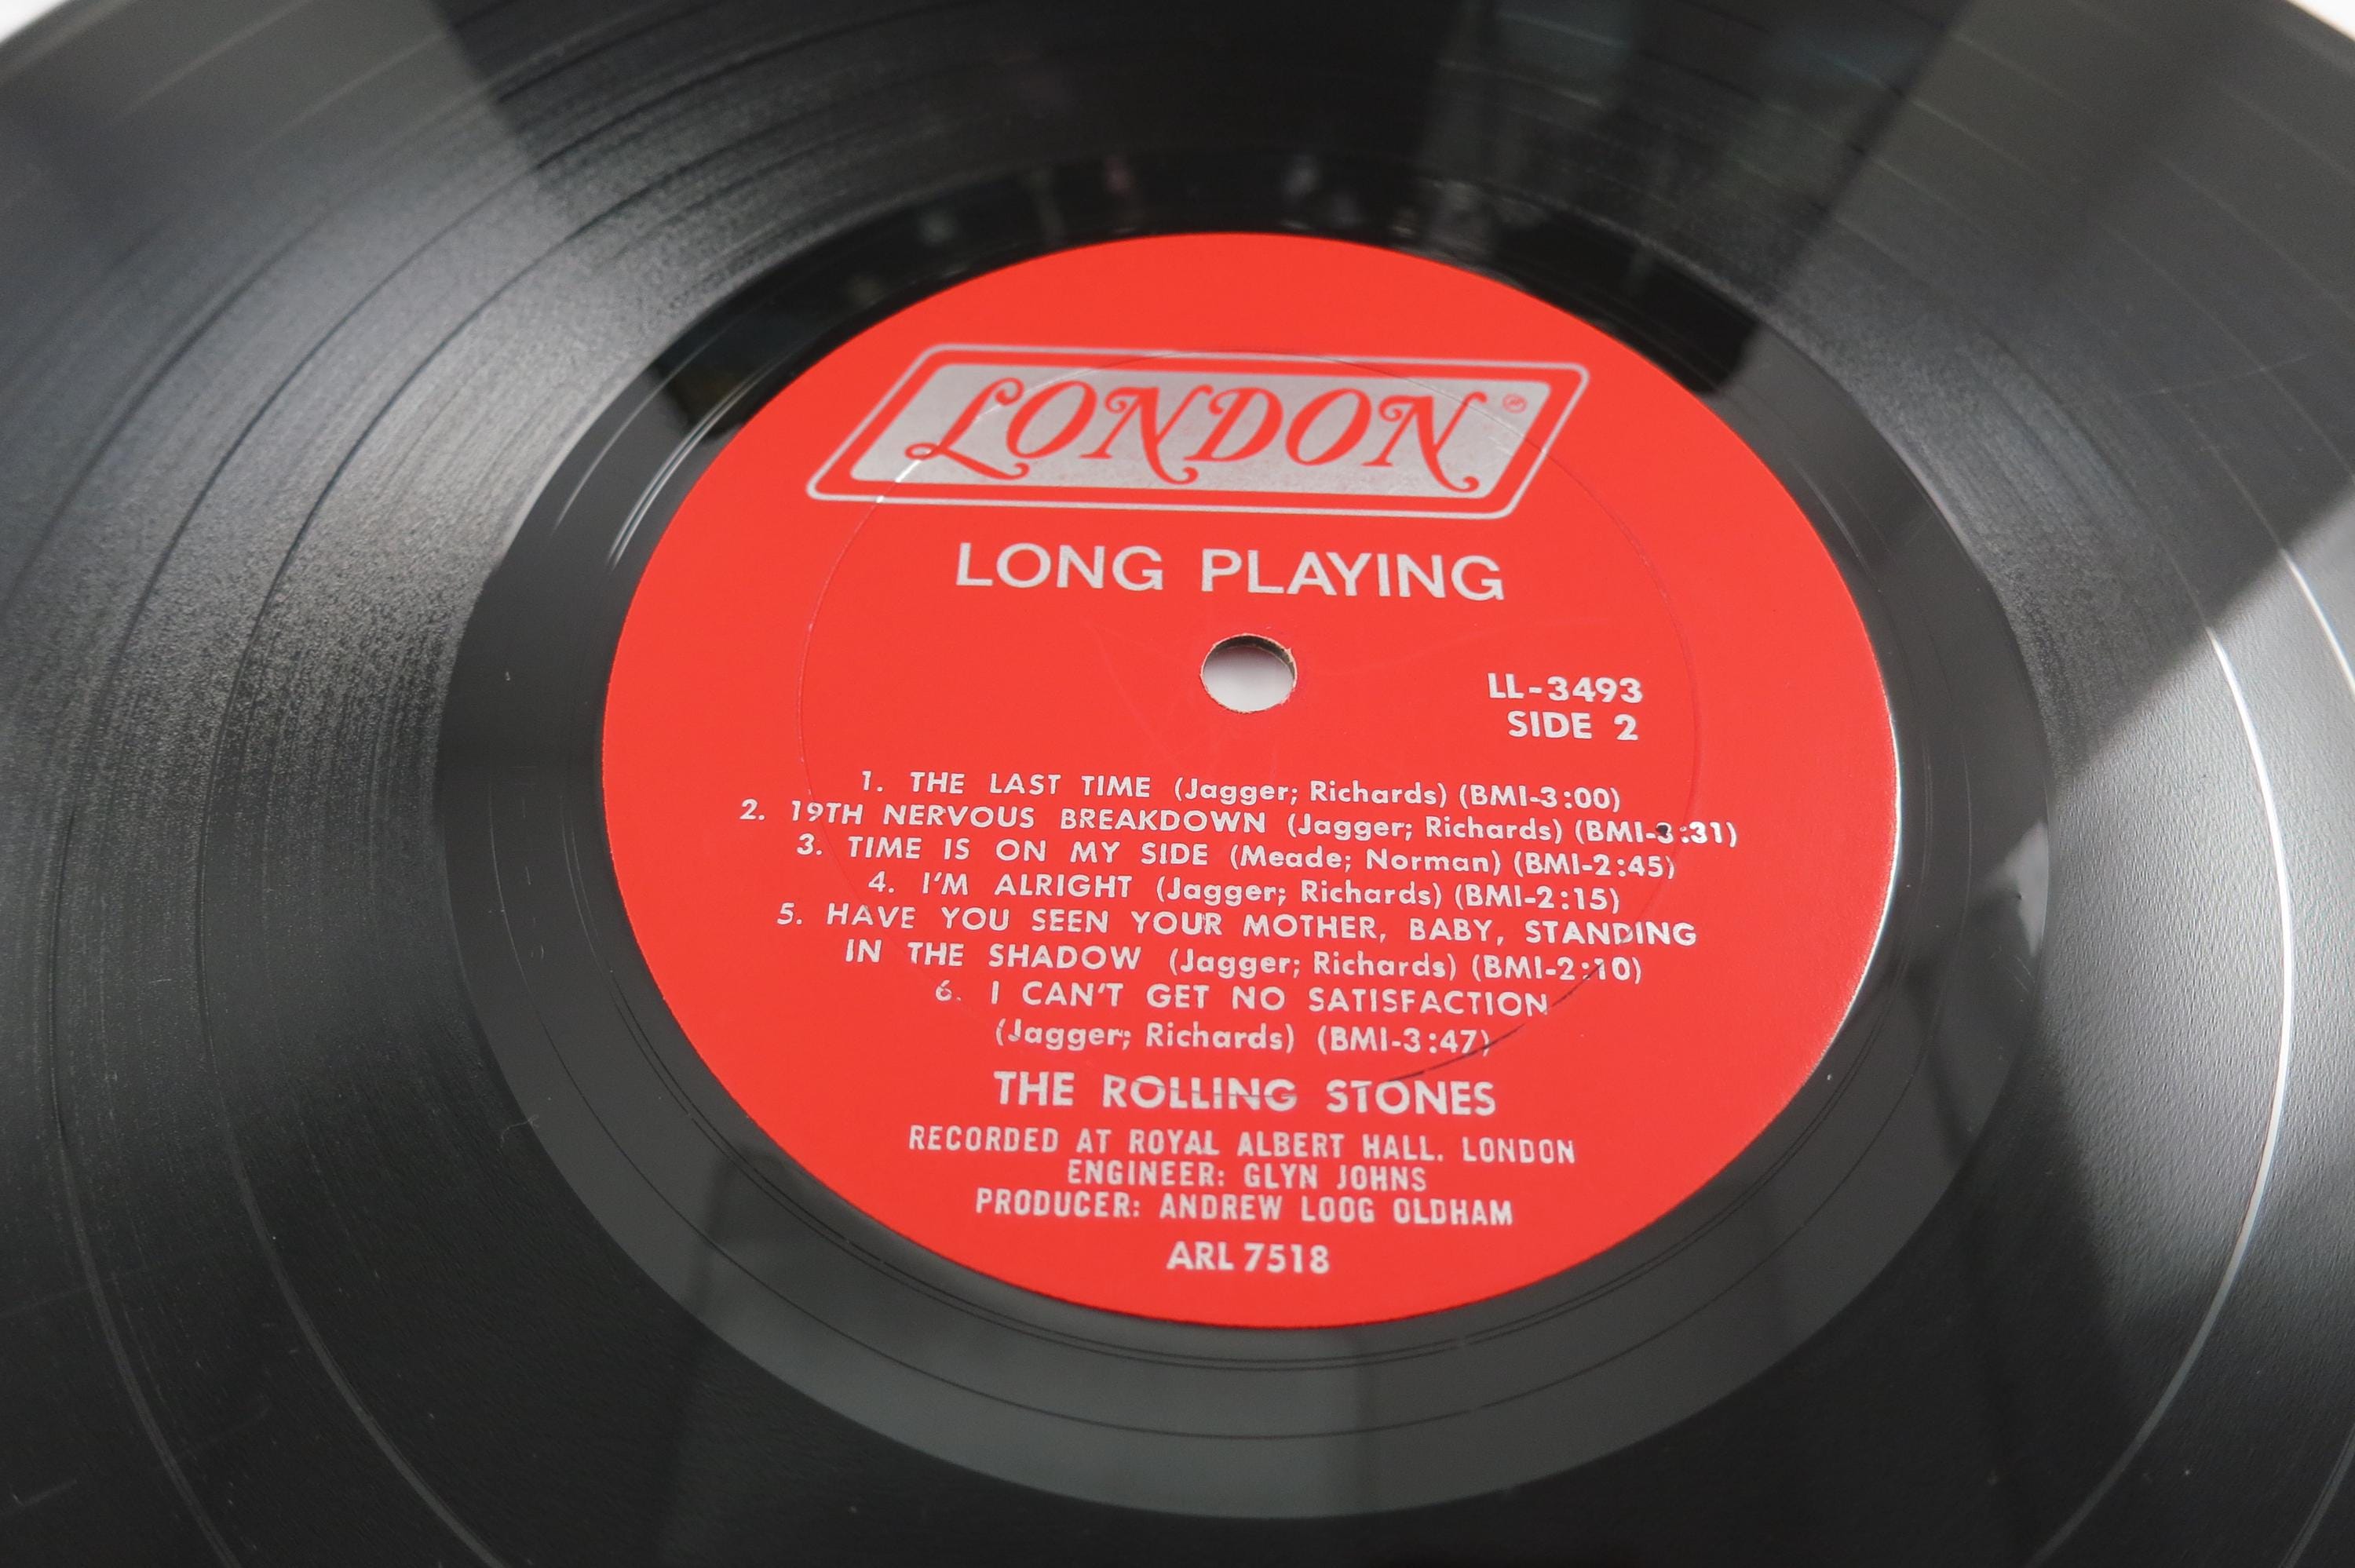 LONDON
LONG PLAYING
LL-3493
SIDE 2
1. THE LAST TIME (Jagger; Richards) (BMI-3:00)
2. 19TH NERVOUS BREAKDOWN (Jagger; Richards) (BMI-3:31)
3. TIME IS ON MY SIDE (Meade; Norman) (BMI-2:45)
4. I'M ALRIGHT (Jagger; Richards) (BMI-2:15)
5. HAVE YOU SEEN YOUR MOTHER, BABY, STANDING
IN THE SHADOW (Jagger; Richards) (BMI-2:10)
6. I CAN'T GET NO SATISFACTION
(Jagger; Richards) (BMI-3:47)
THE ROLLING STONES
RECORDED AT ROYAL ALBERT HALL. LONDON
ENGINEER: GLYN JOHNS
PRODUCER: ANDREW LOOG OLDHAM
ARL 7518